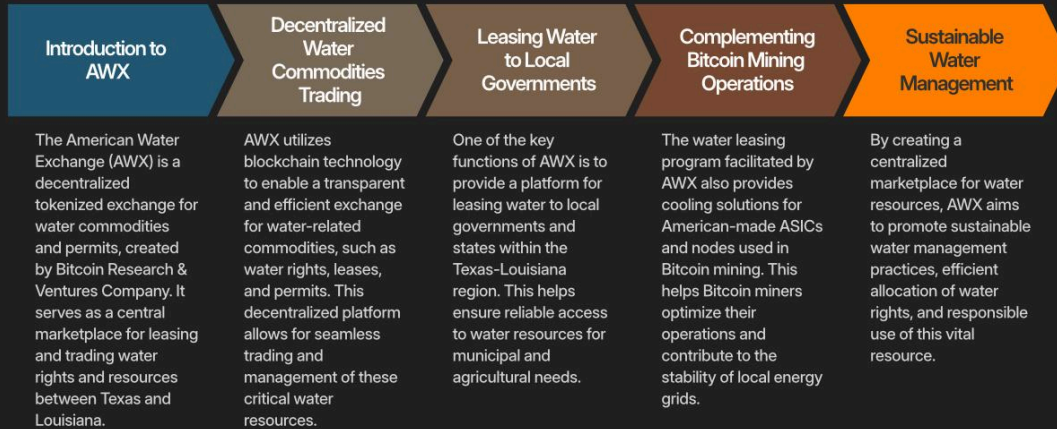 Introduction to
AWX
Decentralized
Water
Commodities
Trading
Leasing Water
to Local
Governments
Complementing
Bitcoin Mining
Operations
Sustainable
Water
Management
The American Water
Exchange (AWX) is a
decentralized
tokenized exchange for
water commodities
and permits, created
by Bitcoin Research &
Ventures Company. It
serves as a central
marketplace for leasing
and trading water
rights and resources
between Texas and
Louisiana.
AWX utilizes
blockchain technology
to enable a transparent
and efficient exchange
for water-related
commodities, such as
water rights, leases,
and permits. This
decentralized platform
allows for seamless
trading and
management of these
critical water
resources.
One of the key
functions of AWX is to
provide a platform for
leasing water to local
governments and
states within the
Texas-Louisiana
region. This helps
ensure reliable access
to water resources for
municipal and
agricultural needs.
The water leasing
program facilitated by
AWX also provides
cooling solutions for
American-made ASICs
and nodes used in
Bitcoin mining. This
helps Bitcoin miners
optimize their
operations and
contribute to the
stability of local energy
grids.
By creating a
centralized
marketplace for water
resources, AWX aims
to promote sustainable
water management
practices, efficient
allocation of water
rights, and responsible
use of this vital
resource.